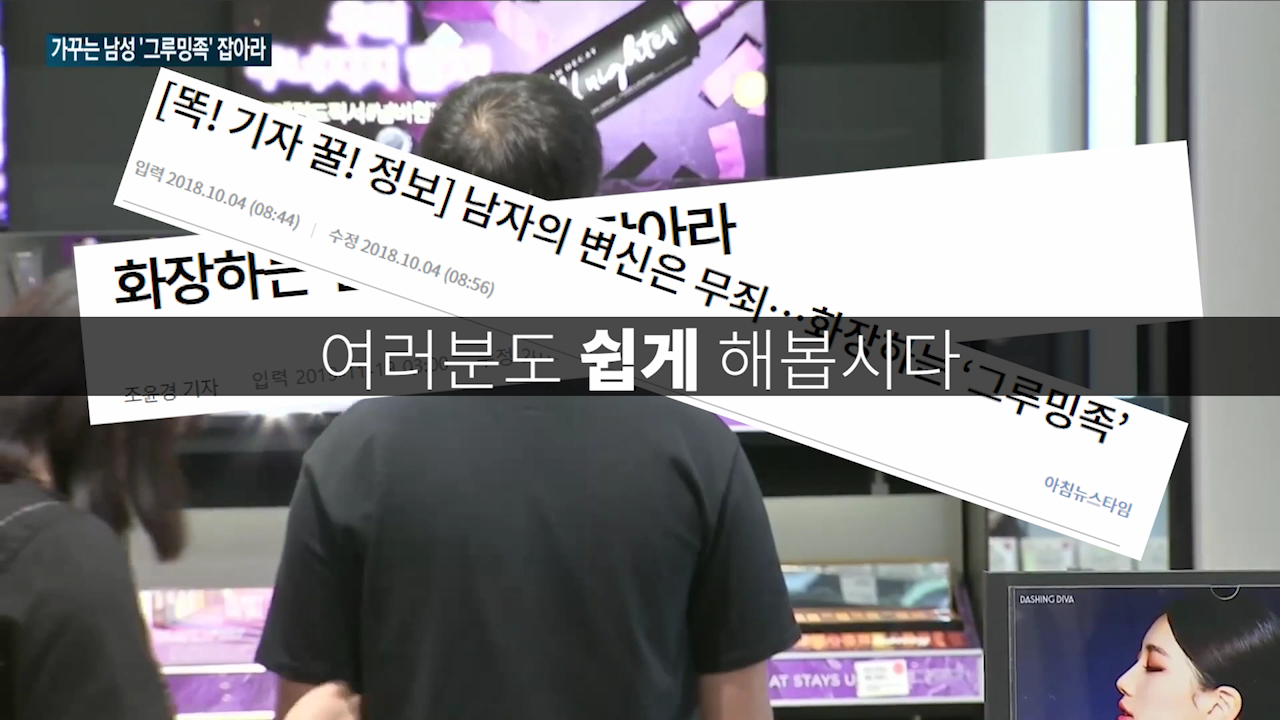 가꾸는 남성 '그루밍족' 잡아라
[똑! 기자 꿀! 정보] 남자의 변신은 무죄…화장하는 ‘그루밍족’
입력 2018.10.04 (08:44) | 수정 2018.10.04 (08:56)
아침뉴스타임
화장하는
잡아라
조윤경 기자 입력
여러분도 쉽게 해봅시다
DASHING DIVA
AT STAYS